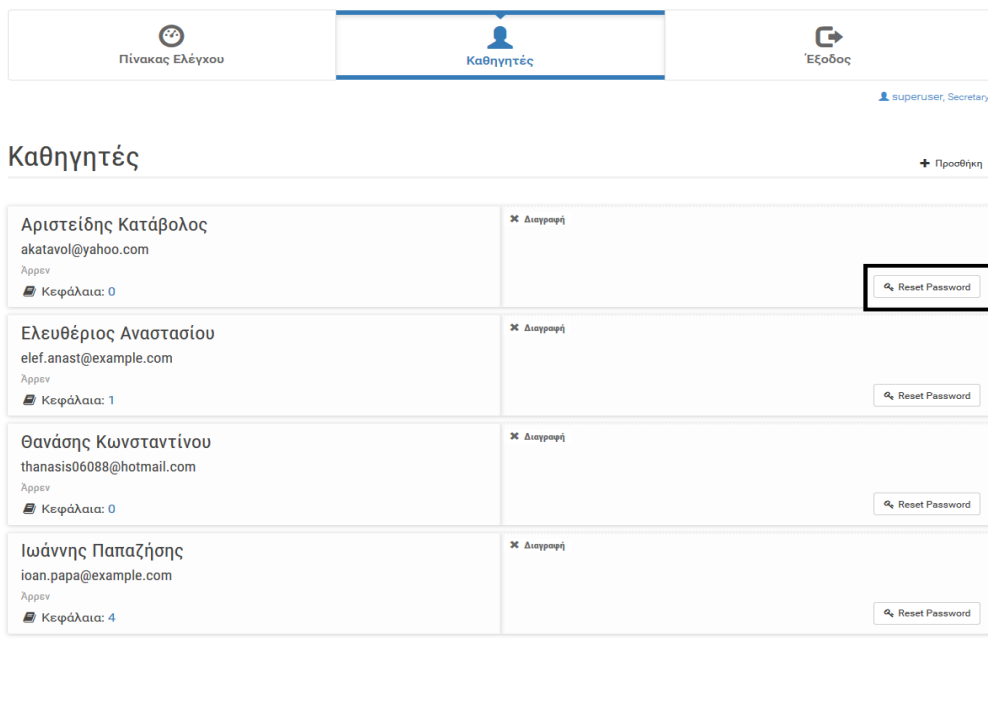 Πίνακας Ελέγχου
Καθηγητές
Έξοδος
superuser, Secretary
Καθηγητές
Προσθήκη
Αριστείδης Κατάβολος
akatavol@yahoo.com
Άρρεν
Κεφάλαια: 0
Διαγραφή
Reset Password
Ελευθέριος Αναστασίου
elef.anast@example.com
Άρρεν
Κεφάλαια: 1
Διαγραφή
Reset Password
Θανάσης Κωνσταντίνου
thanasis06088@hotmail.com
Άρρεν
Κεφάλαια: 0
Διαγραφή
Reset Password
Ιωάννης Παπαζήσης
ioan.papa@example.com
Άρρεν
Κεφάλαια: 4
Διαγραφή
Reset Password